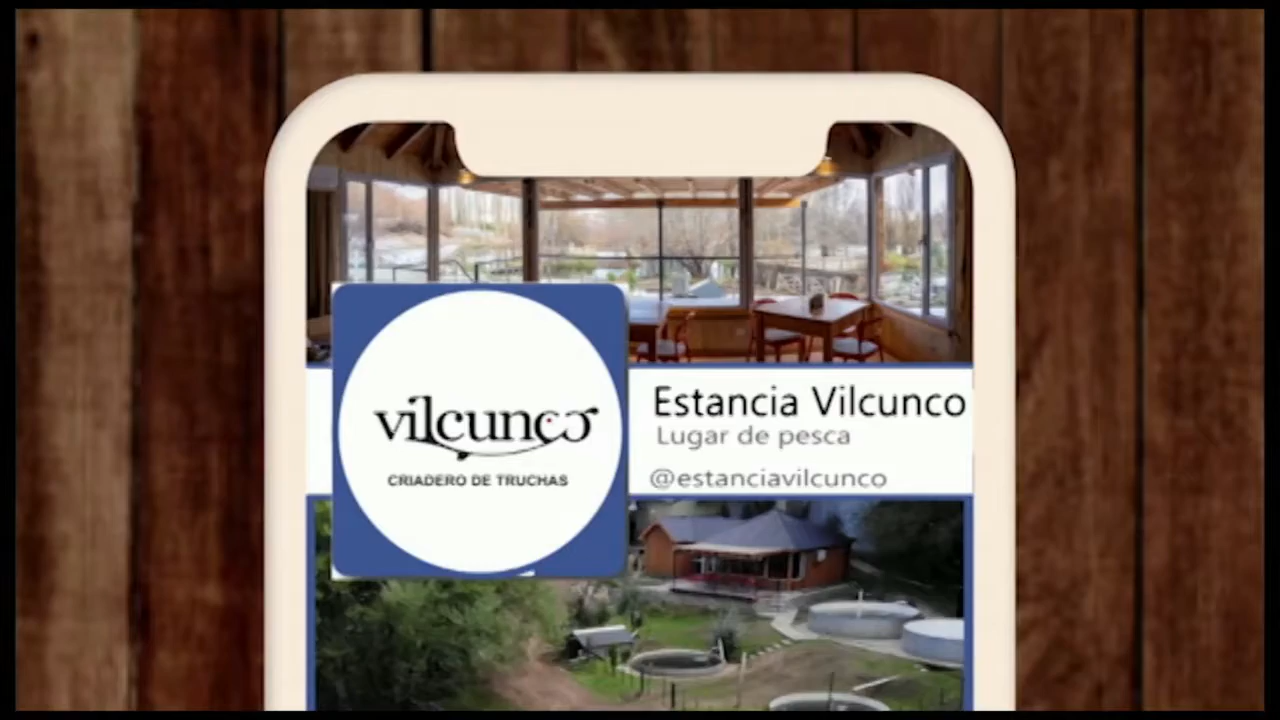 vilcunco
CRIADERO DE TRUCHAS
Estancia Vilcunco
Lugar de pesca
@estanciavilcunco